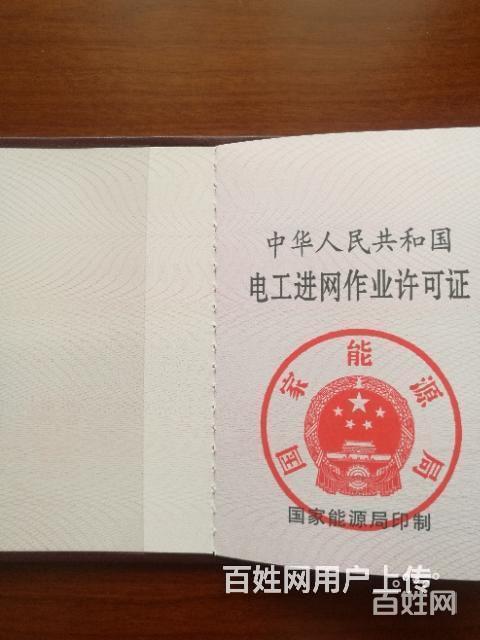 中华人民共和国
电工进网作业许可证
国家能源局
国家能源局印制
百姓网用户上传
百姓网